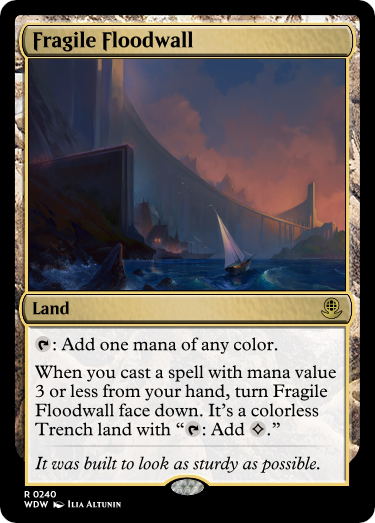 Fragile Floodwall
Land
: Add one mana of any color.
When you cast a spell with mana value
3 or less from your hand, turn Fragile
Floodwall face down. It's a colorless
Trench land with “: Add .”
It was built to look as sturdy as possible.
R 0240
WDW Ilia Altunin